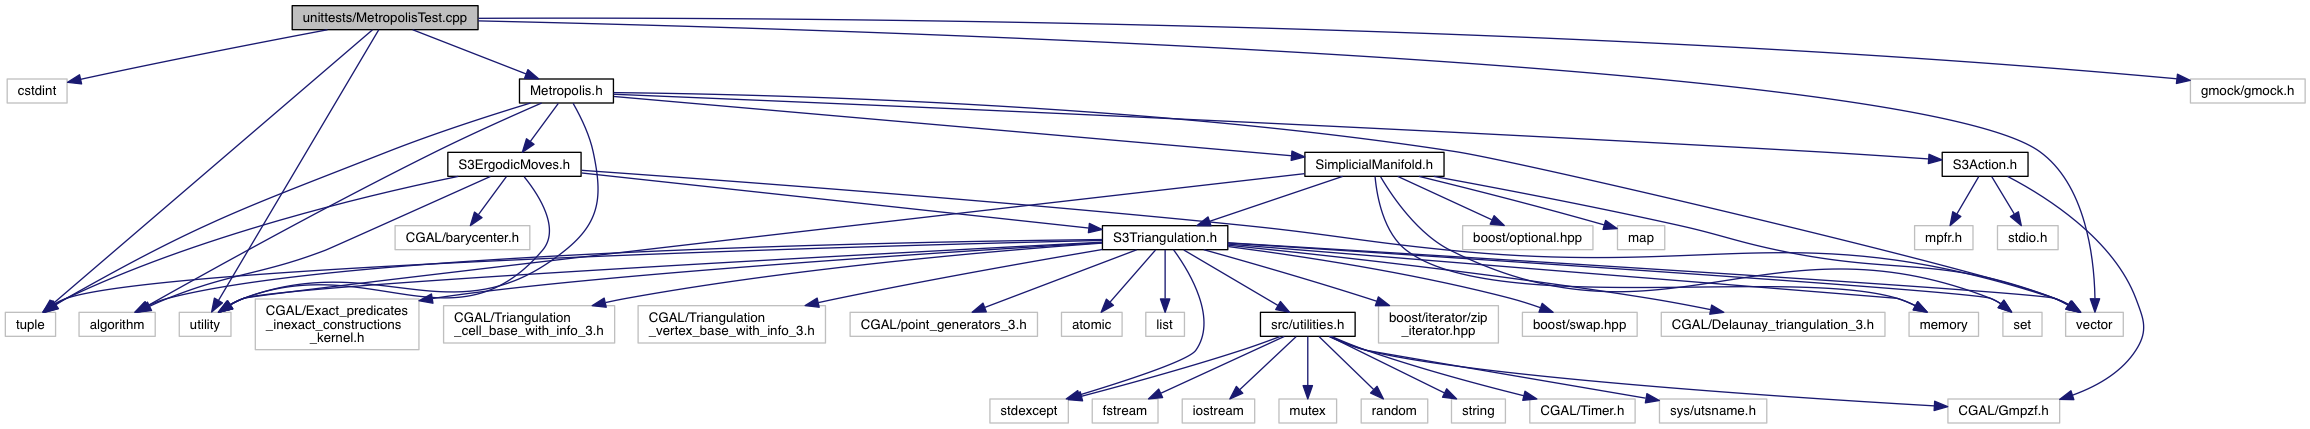 unittests/MetropolisTest.cpp
cstdint
Metropolis.h
gmock/gmock.h
S3ErgodicMoves.h
SimplicialManifold.h
S3Action.h
CGAL/barycenter.h
S3Triangulation.h
boost/optional.hpp
map
mpfr.h
stdio.h
tuple
algorithm
utility
CGAL/Exact_predicates
_inexact_constructions
_kernel.h
CGAL/Triangulation
_cell_base_with_info_3.h
CGAL/Triangulation
_vertex_base_with_info_3.h
CGAL/point_generators_3.h
atomic
list
src/utilities.h
boost/iterator/zip
_iterator.hpp
boost/swap.hpp
CGAL/Delaunay_triangulation_3.h
memory
set
vector
stdexcept
fstream
iostream
mutex
random
string
CGAL/Timer.h
sys/utsname.h
CGAL/Gmpzf.h